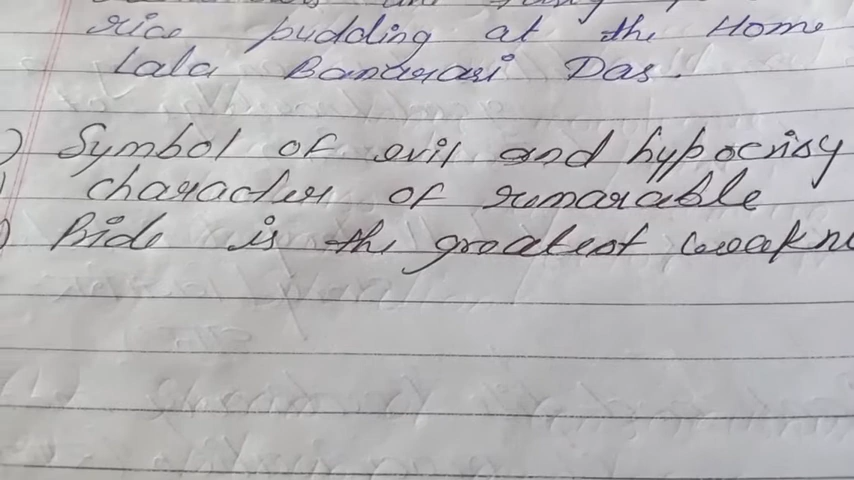 rice pudding at the Home
Lala Banarasi Das.
Symbol of evil and hypocrisy
character of remarable
Pride is the greatest weakn